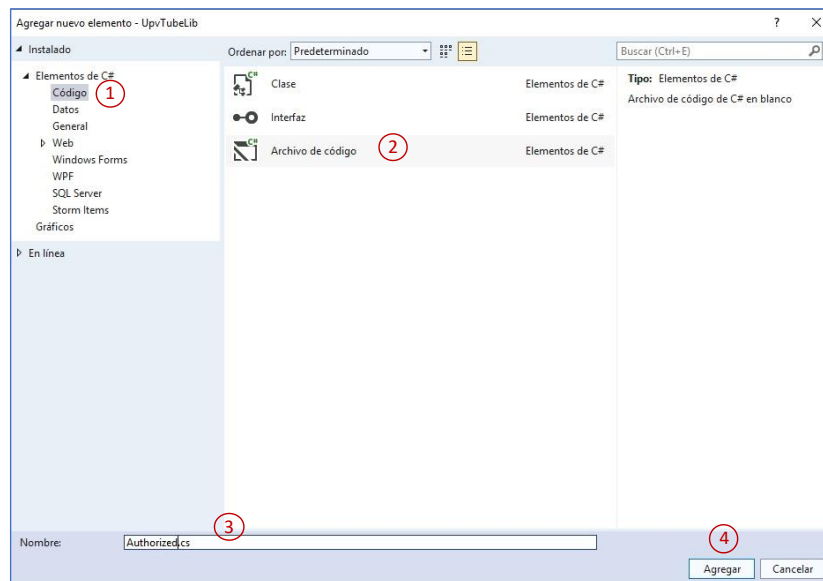 Agregar nuevo elemento - UpvTubeLib ? ×
Instalado
Ordenar por: Predeterminado
Buscar (Ctrl+E)
Elementos de C#
Código 1
Datos
General
Web
Windows Forms
WPF
SQL Server
Storm Items
Gráficos
En línea
C# Clase Elementos de C#
Interfaz Elementos de C#
C# Archivo de código 2 Elementos de C#
Tipo: Elementos de C#
Archivo de código de C# en blanco
3
Nombre: Authorized.cs
4
Agregar Cancelar